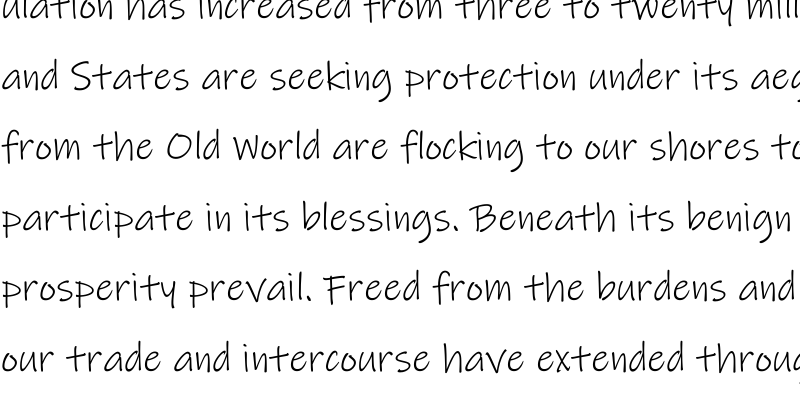 ulation has increased from three to twenty mill
and States are seeking protection under its aeg
from the Old World are flocking to our shores to
participate in its blessings. Beneath its benign
prosperity prevail. Freed from the burdens and
our trade and intercourse have extended throug